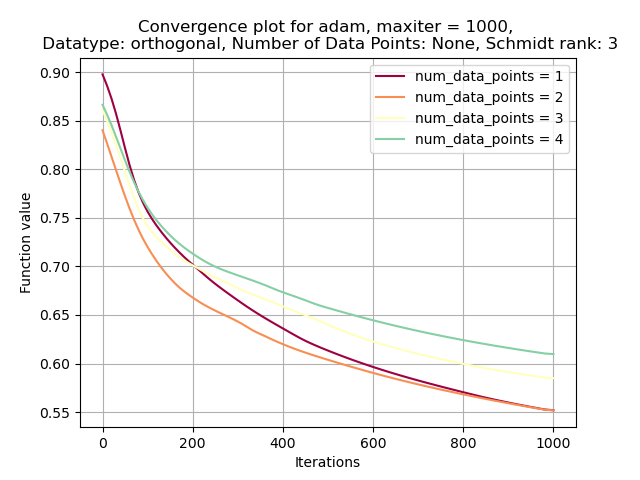 Convergence plot for adam, maxiter = 1000,
Datatype: orthogonal, Number of Data Points: None, Schmidt rank: 3
num_data_points = 1
num_data_points = 2
num_data_points = 3
num_data_points = 4
Function value
0.90
0.85
0.80
0.75
0.70
0.65
0.60
0.55
0 200 400 600 800 1000
Iterations